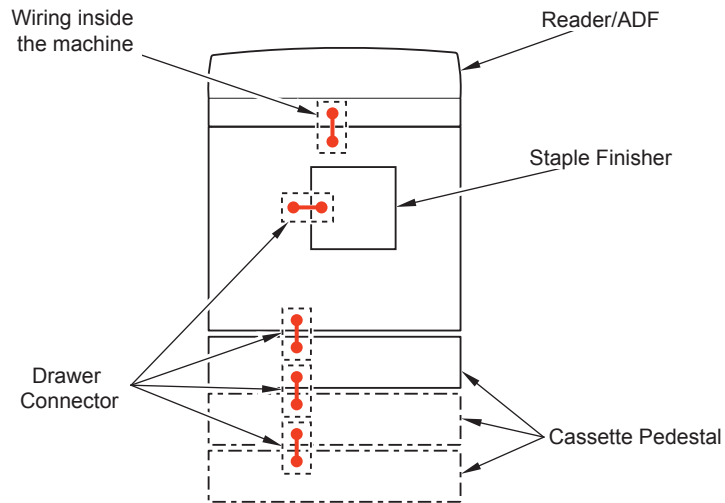 Wiring inside
the machine
Reader/ADF
Staple Finisher
Drawer
Connector
Cassette Pedestal